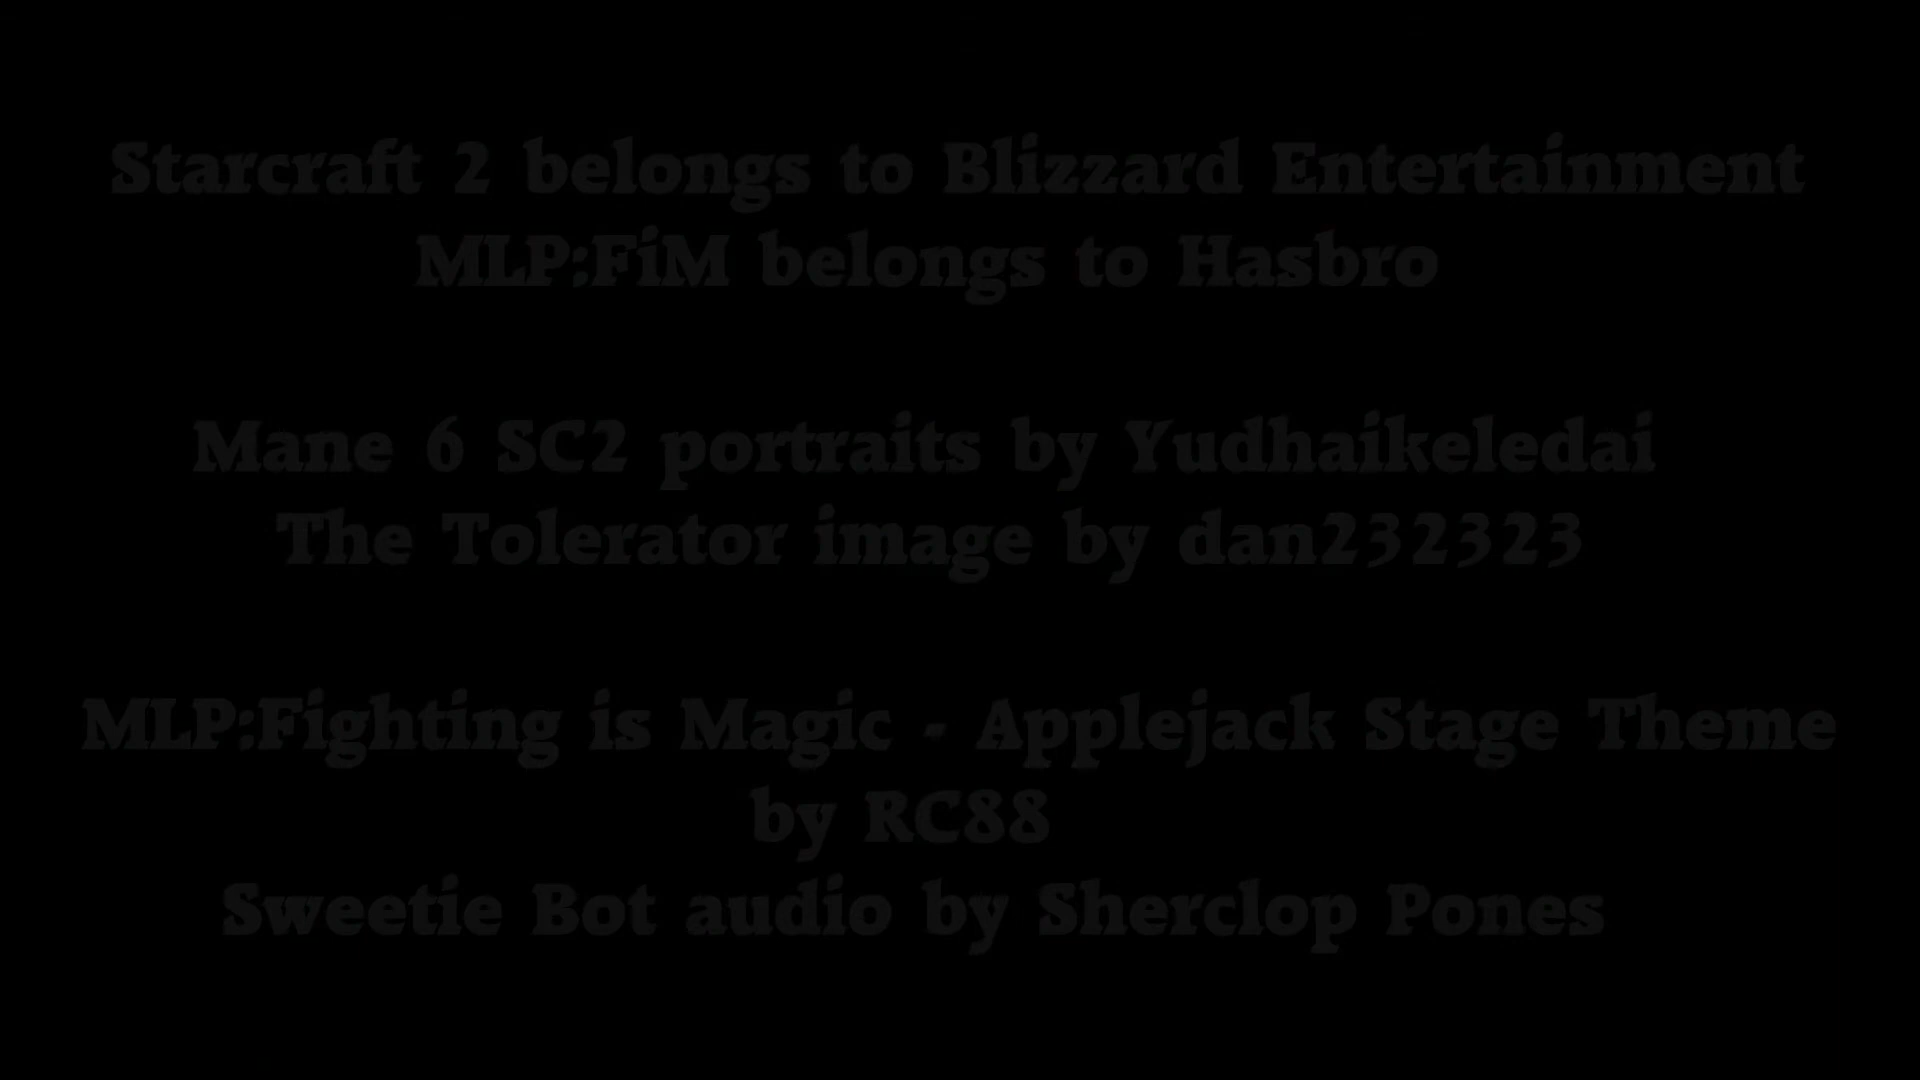 Starcraft 2 belongs to Blizzard Entertainment
MLP:FiM belongs to Hasbro
Mane 6 SC2 portraits by Yudhaikeledai
The Tolerator image by dan232323
MLP:Fighting is Magic - Applejack Stage Theme
by RC88
Sweetie Bot audio by Sherclop Pones